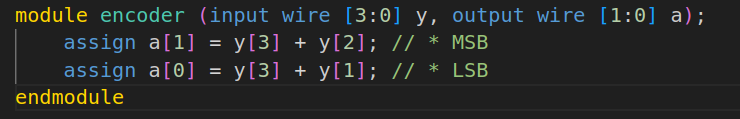 module encoder (input wire [3:0] y, output wire [1:0] a);
    assign a[1] = y[3] + y[2]; // * MSB
    assign a[0] = y[3] + y[1]; // * LSB
endmodule